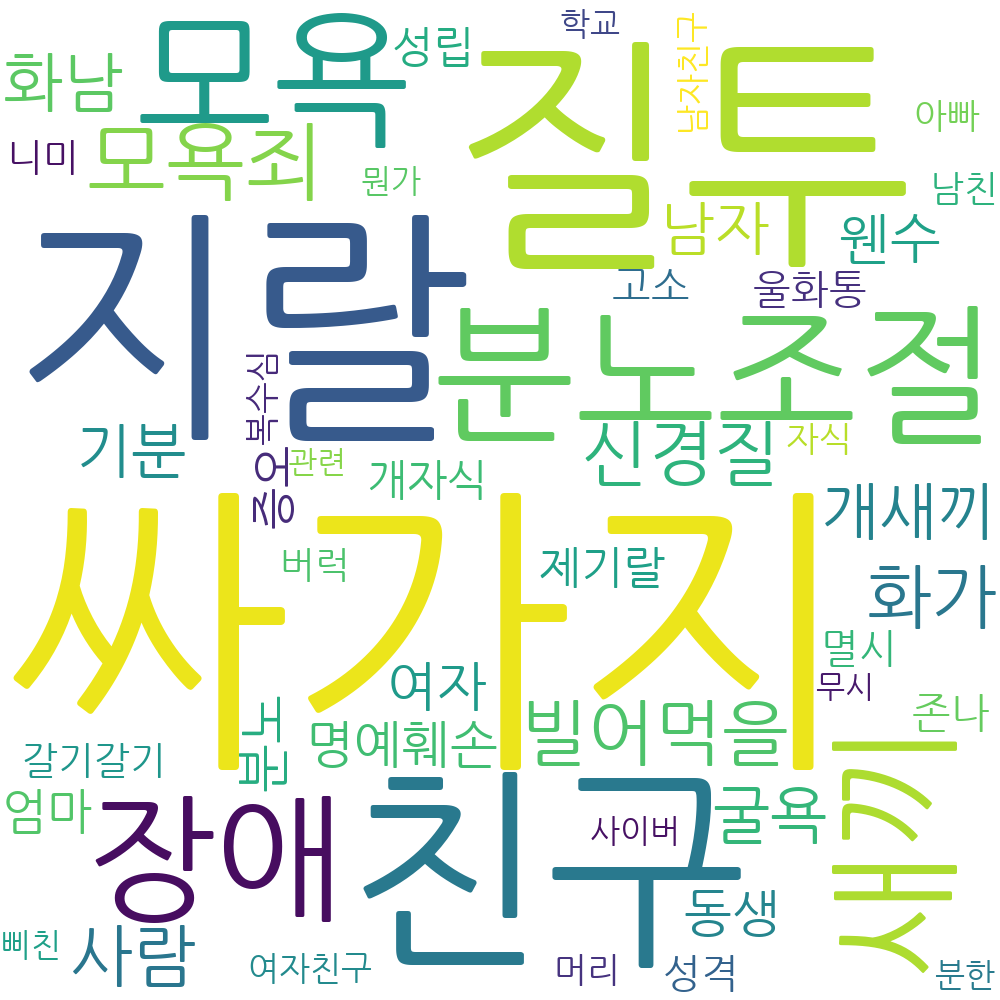 학교
모욕
성립
질투
남자친구
화남
아빠
니미
모욕죄
뭔가
남친
남자
웬수
지랄
고소
울화통
분노조절
복수심
기분
증오
관련
개자식
신경질
자식
개새끼
싸가지
버럭
제기랄
화가
멸시
여자
무시
명예훼손
빌어먹을
존나
분노
갈기갈기
엄마
장애
친구
굴욕
사이버
새끼
동생
삐친
사람
여자친구
머리
성격
분한